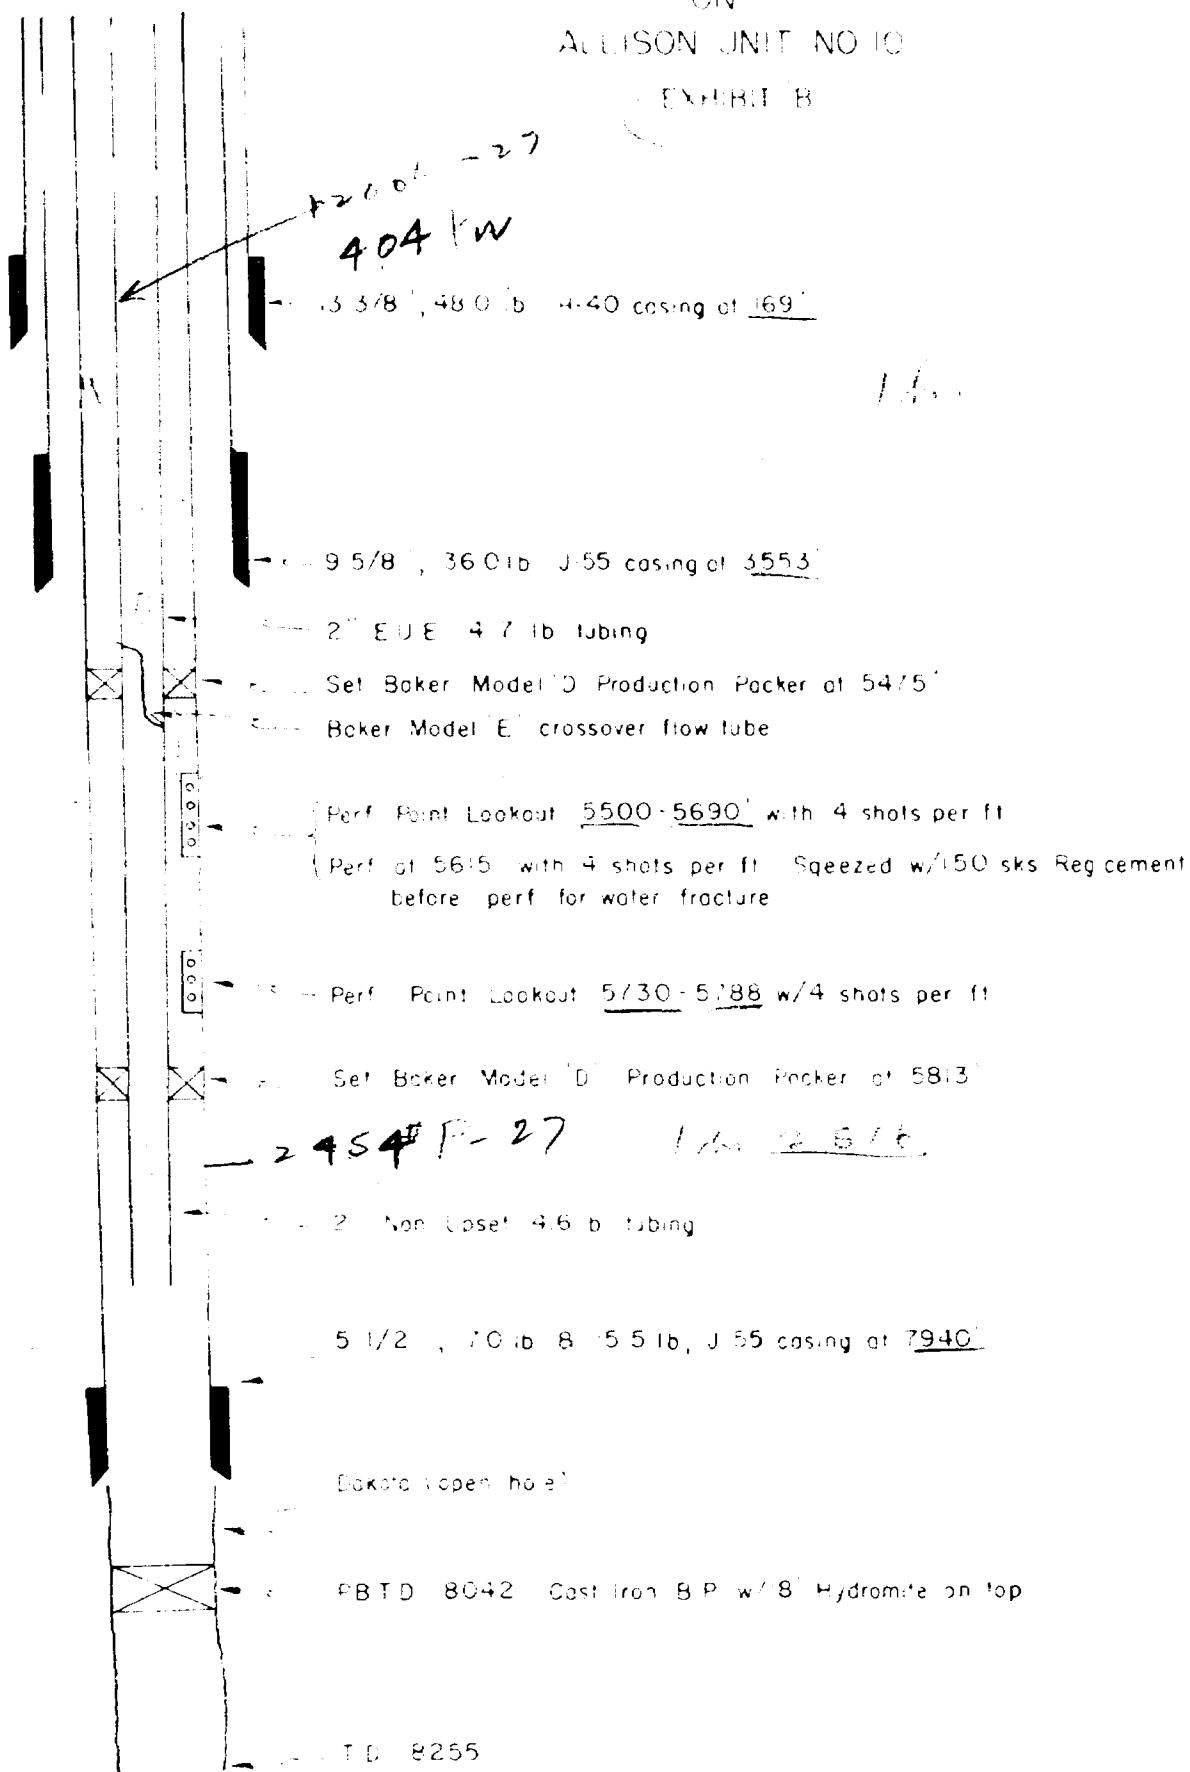 ON
ALLISON UNIT NO 10
EXHIBIT B
- 27
404
13 3/8", 48.0 lb H-40 casing at 169'
9 5/8", 36.0 lb J-55 casing at 3553'
2" EUE 4.7 lb tubing
Set Baker Model 'D' Production Packer at 5475'
Baker Model 'E' crossover flow tube
Perf Point Lookout 5500-5690' with 4 shots per ft
Perf at 5615 with 4 shots per ft Sqeezed w/150 sks Reg cement
before perf for water fracture
Perf Point Lookout 5730-5788 w/4 shots per ft
Set Baker Model 'D' Production Packer at 5813'
2454# P-27
2" Non Upset 4.6 lb tubing
5 1/2", lb & 15.5 lb, J-55 casing at 7940'
Dakota (open hole)
PBTD 8042 Cast Iron B.P. w/ 8' Hydromite on top
T.D. 8255